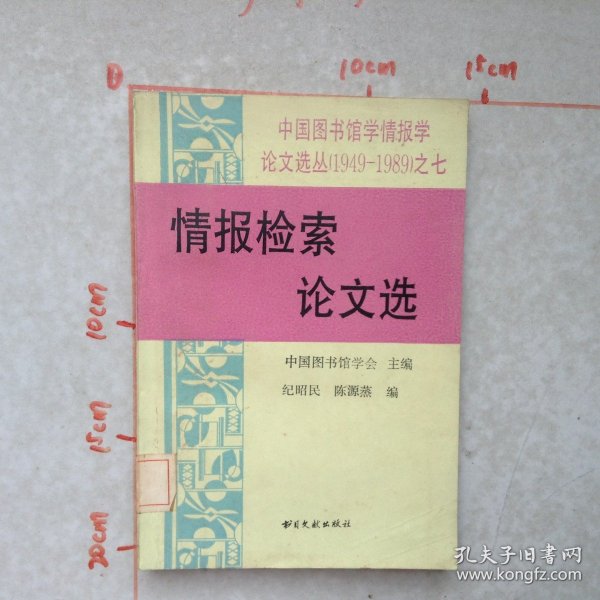 0
10cm
15cm
中国图书馆学情报学
论文选丛(1949-1989)之七
情报检索
论文选
10cm
中国图书馆学会 主编
纪昭民 陈源蒸 编
15cm
书目文献出版社
20cm
孔夫子旧书网
www.kongfz.com